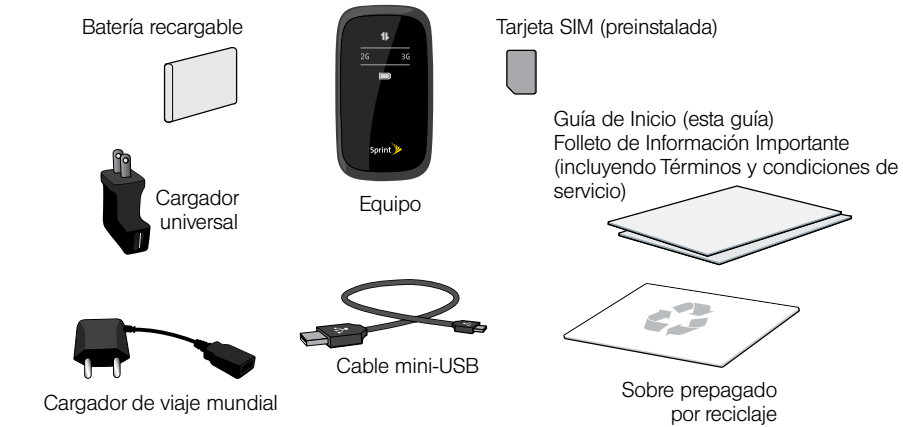 Batería recargable
Tarjeta SIM (preinstalada)
2G 3G
Sprint
Equipo
Guía de Inicio (esta guía)
Folleto de Información Importante
(incluyendo Términos y condiciones de
servicio)
Cargador
universal
Cable mini-USB
Cargador de viaje mundial
Sobre prepagado
por reciclaje